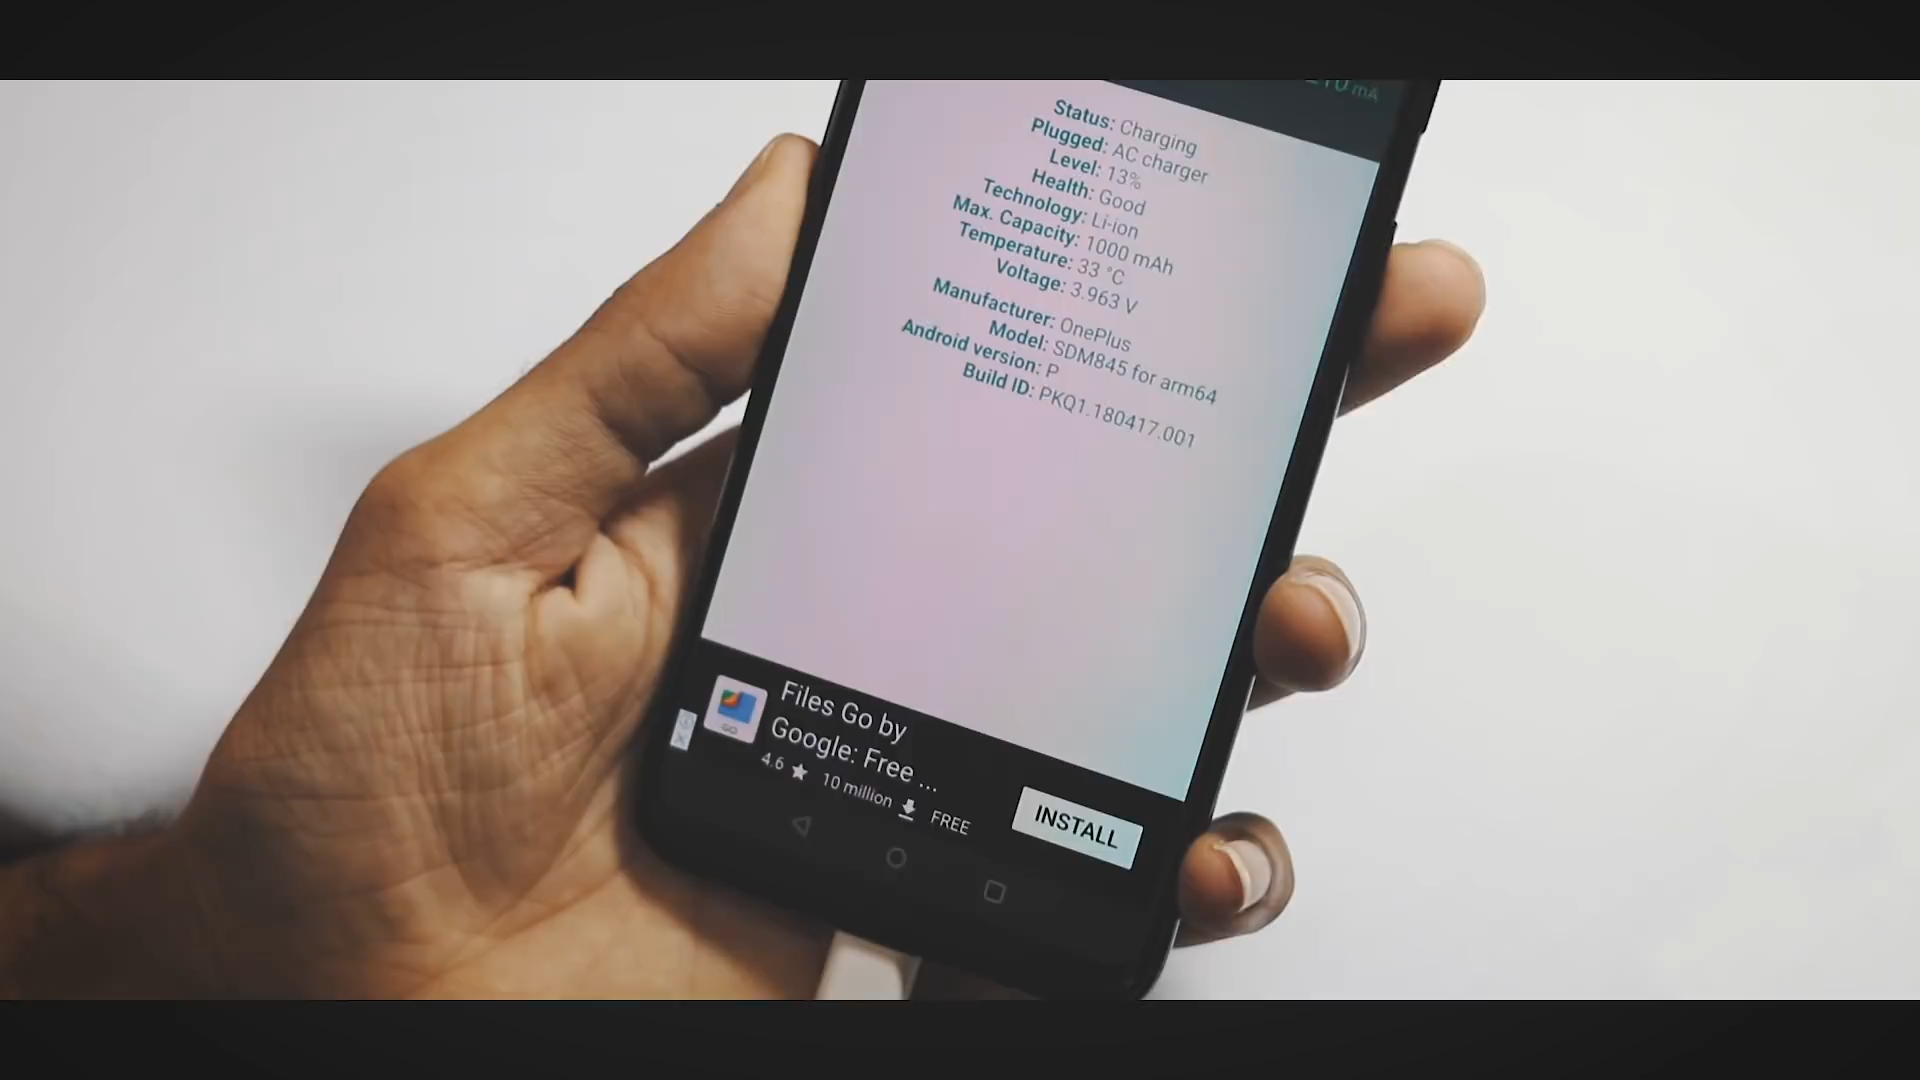 mA
Status: Charging
Plugged: AC charger
Level: 13%
Health: Good
Technology: Li-ion
Max. Capacity: 1000 mAh
Temperature: 33 °C
Voltage: 3.963 V
Manufacturer: OnePlus
Model: SDM845 for arm64
Android version: P
Build ID: PKQ1.180417.001
Files Go by
Google: Free ...
4.6 ★ 10 million FREE
INSTALL